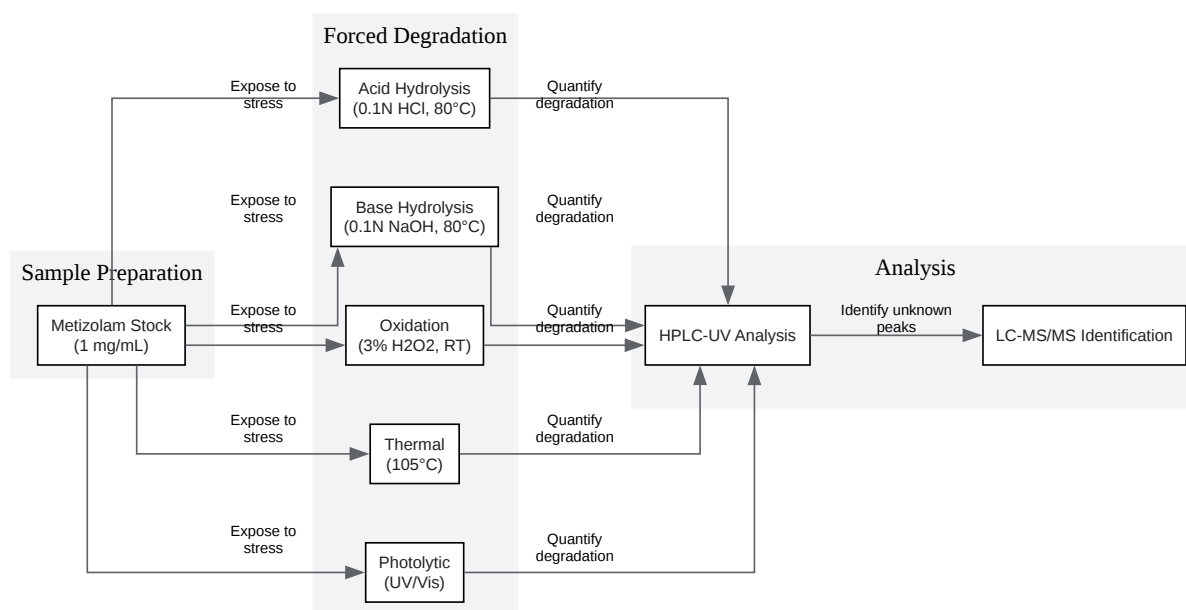 Forced Degradation
Expose to
stress
Acid Hydrolysis
(0.1N HCl, 80°C)
Quantify
degradation
Expose to
stress
Base Hydrolysis
(0.1N NaOH, 80°C)
Quantify
degradation
Sample Preparation
Analysis
Metizolam Stock
(1 mg/mL)
Expose to
stress
Oxidation
(3% H2O2, RT)
Quantify
degradation
HPLC-UV Analysis
Identify unknown
peaks
LC-MS/MS Identification
Expose to
stress
Thermal
(105°C)
Quantify
degradation
Expose to
stress
Photolytic
(UV/Vis)
Quantify
degradation